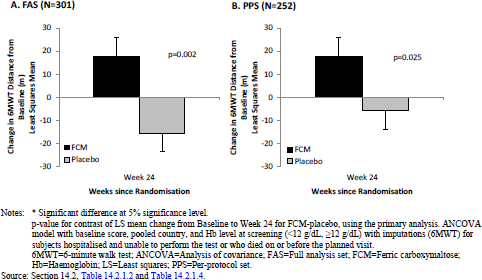 A. FAS (N=301)
B. PPS (N=252)
Change in 6MWT Distance from
Baseline (m)
Least Squares Mean
30
20
10
0
-10
-20
-30
p=0.002
FCM
Placebo
Week 24
Weeks since Randomisation
Change in 6MWT Distance from
Baseline (m)
Least Squares Mean
30
20
10
0
-10
-20
-30
p=0.025
FCM
Placebo
Week 24
Weeks since Randomisation
Notes: * Significant difference at 5% significance level.
p-value for contrast of LS mean change from Baseline to Week 24 for FCM-placebo, using the primary analysis. ANCOVA
model with baseline score, pooled country, and Hb level at screening (<12 g/dL, ≥12 g/dL) with imputations (6MWT) for
subjects hospitalised and unable to perform the test or who died on or before the planned visit.
6MWT=6-minute walk test; ANCOVA=Analysis of covariance; FAS=Full analysis set; FCM=Ferric carboxymaltose;
Hb=Haemoglobin; LS=Least squares; PPS=Per-protocol set.
Source: Section 14.2, Table 14.2.1.2 and Table 14.2.1.4.